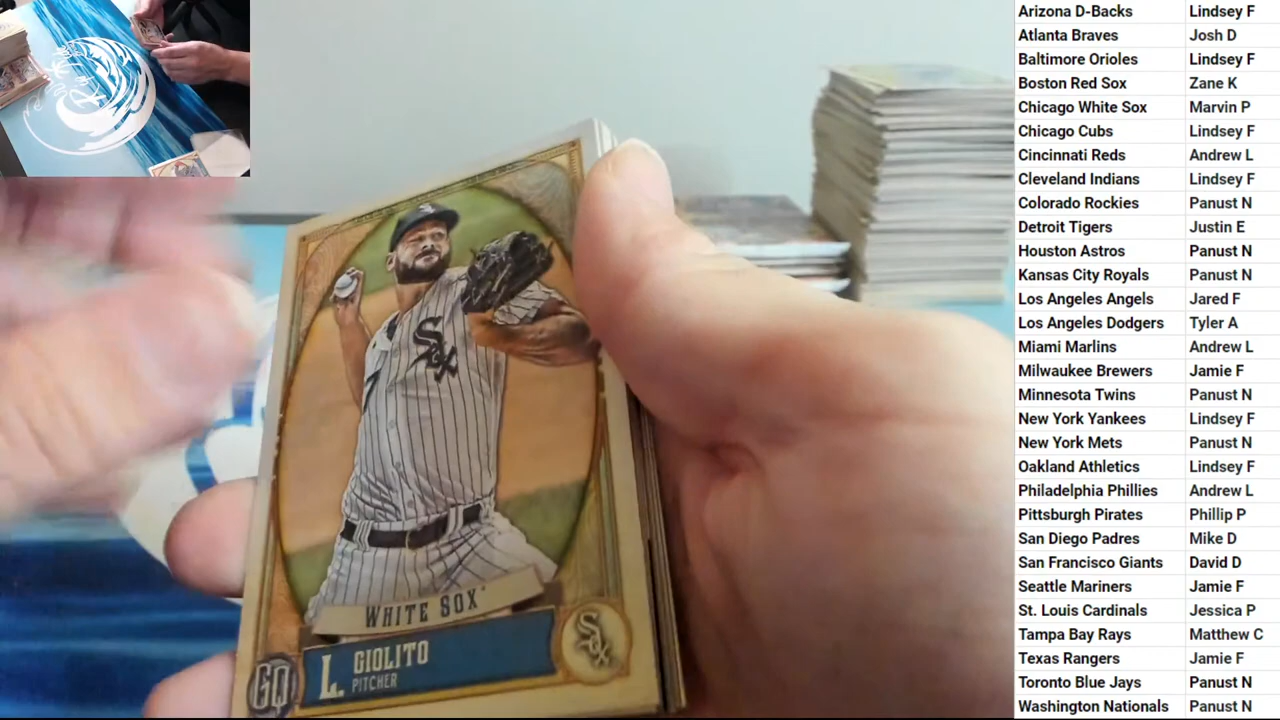 WHITE SOX
Sox
L. GIOLITO
PITCHER
GQ
Sox
Arizona D-Backs Lindsey F
Atlanta Braves Josh D
Baltimore Orioles Lindsey F
Boston Red Sox Zane K
Chicago White Sox Marvin P
Chicago Cubs Lindsey F
Cincinnati Reds Andrew L
Cleveland Indians Lindsey F
Colorado Rockies Panust N
Detroit Tigers Justin E
Houston Astros Panust N
Kansas City Royals Panust N
Los Angeles Angels Jared F
Los Angeles Dodgers Tyler A
Miami Marlins Andrew L
Milwaukee Brewers Jamie F
Minnesota Twins Panust N
New York Yankees Lindsey F
New York Mets Panust N
Oakland Athletics Lindsey F
Philadelphia Phillies Andrew L
Pittsburgh Pirates Phillip P
San Diego Padres Mike D
San Francisco Giants David D
Seattle Mariners Jamie F
St. Louis Cardinals Jessica P
Tampa Bay Rays Matthew C
Texas Rangers Jamie F
Toronto Blue Jays Panust N
Washington Nationals Panust N